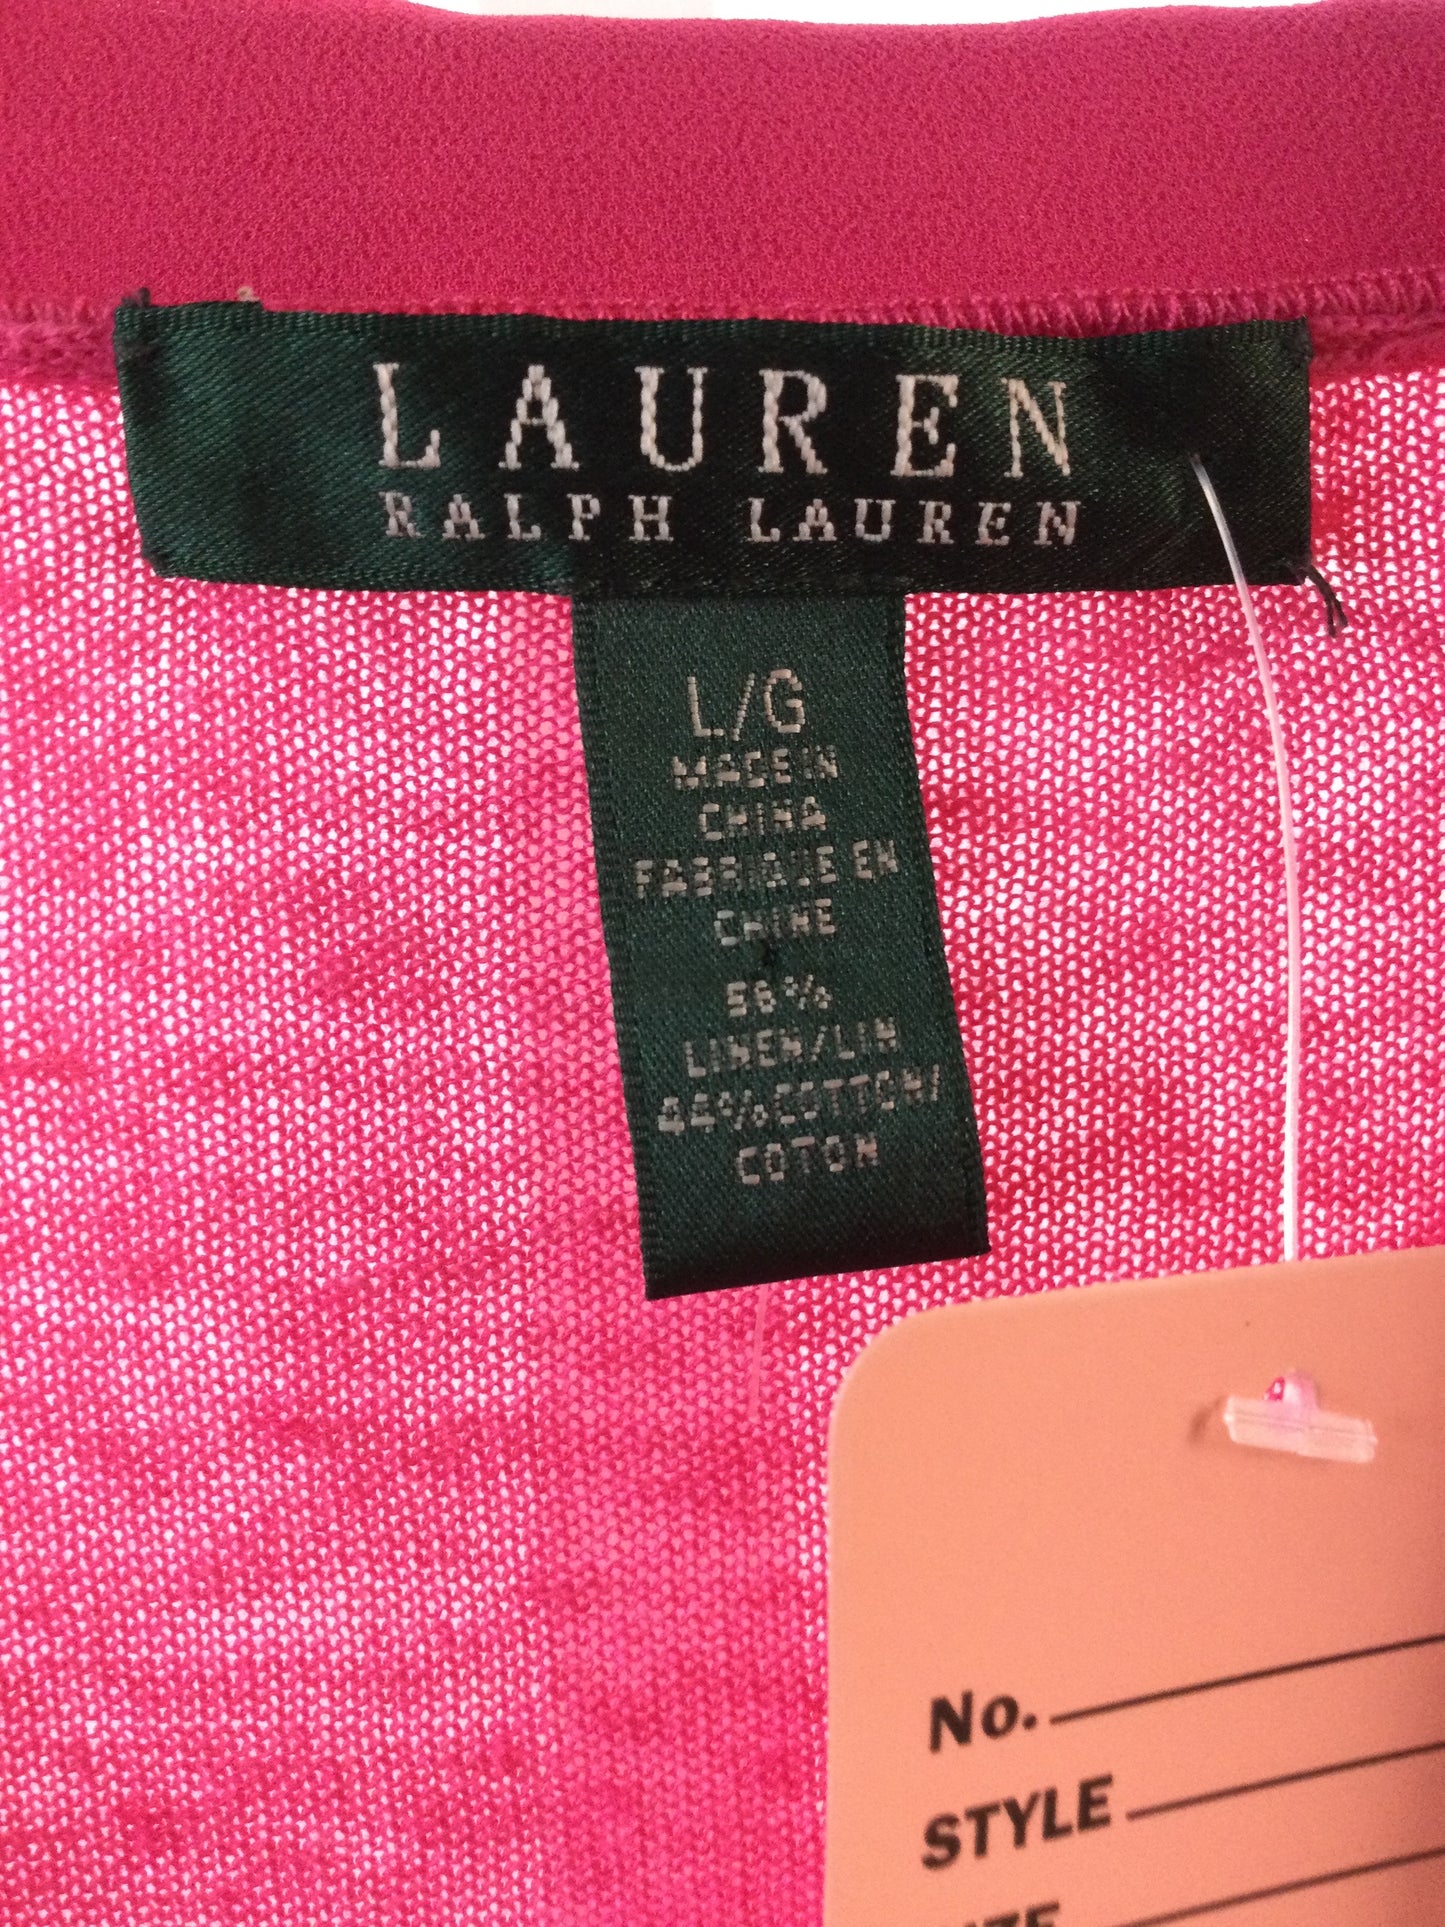 LAUREN
RALPH LAUREN
L/G
MADE IN
CHINA
FABRIQUE EN
CHINE
56%
LINEN/LIN
44% COTTON/
COTON
No.
STYLE